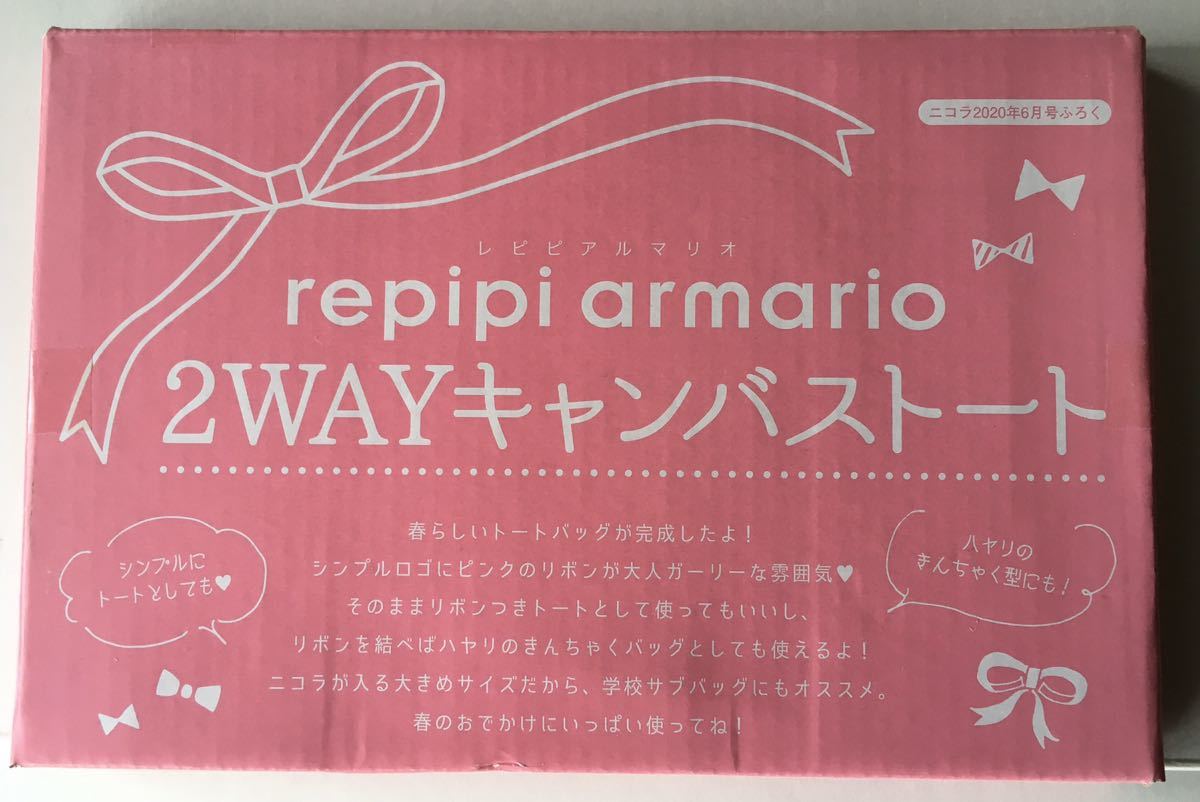 ニコラ2020年6月号ふろく
レピピアルマリオ
repipi armario
2WAYキャンバストート
シンプルに
トートとしても♥
ハヤリの
きんちゃく型にも!
春らしいトートバッグが完成したよ!
シンプルロゴにピンクのリボンが大人ガーリーな雰囲気♥
そのままリボンつきトートとして使ってもいいし、
リボンを結べばハヤリのきんちゃくバッグとしても使えるよ!
ニコラが入る大きめサイズだから、学校サブバッグにもオススメ。
春のおでかけにいっぱい使ってね!